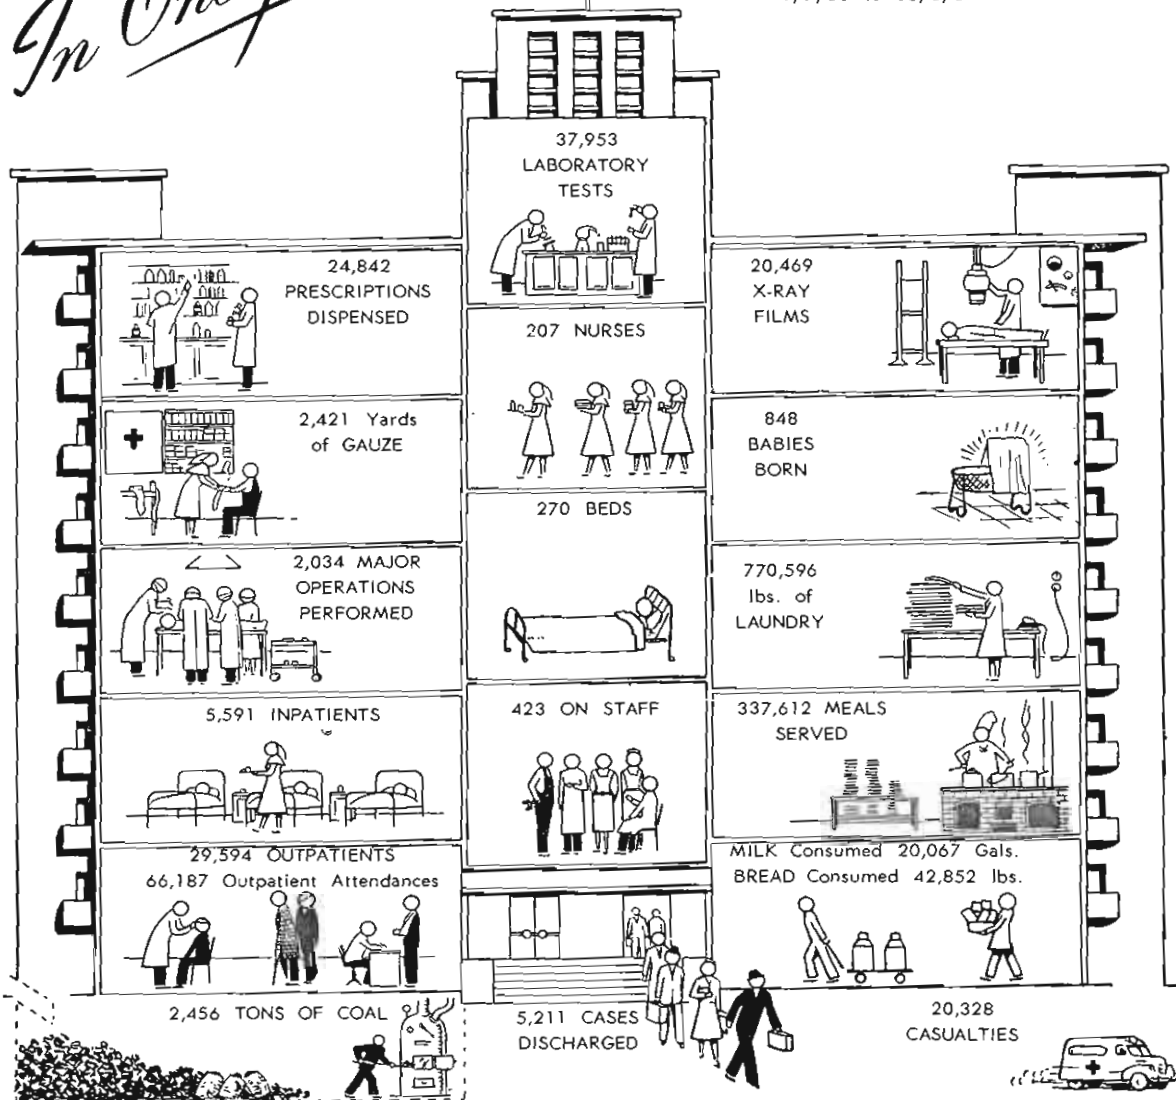 In One
37,953
LABORATORY
TESTS
24,842
PRESCRIPTIONS
DISPENSED
207 NURSES
20,469
X-RAY
FILMS
2,421 Yards
of GAUZE
270 BEDS
848
BABIES
BORN
2,034 MAJOR
OPERATIONS
PERFORMED
770,596
lbs. of
LAUNDRY
5,591 INPATIENTS
423 ON STAFF
337,612 MEALS
SERVED
29,594 OUTPATIENTS
66,187 Outpatient Attendances
MILK Consumed 20,067 Gals.
BREAD Consumed 42,852 lbs.
2,456 TONS OF COAL
5,211 CASES
DISCHARGED
20,328
CASUALTIES